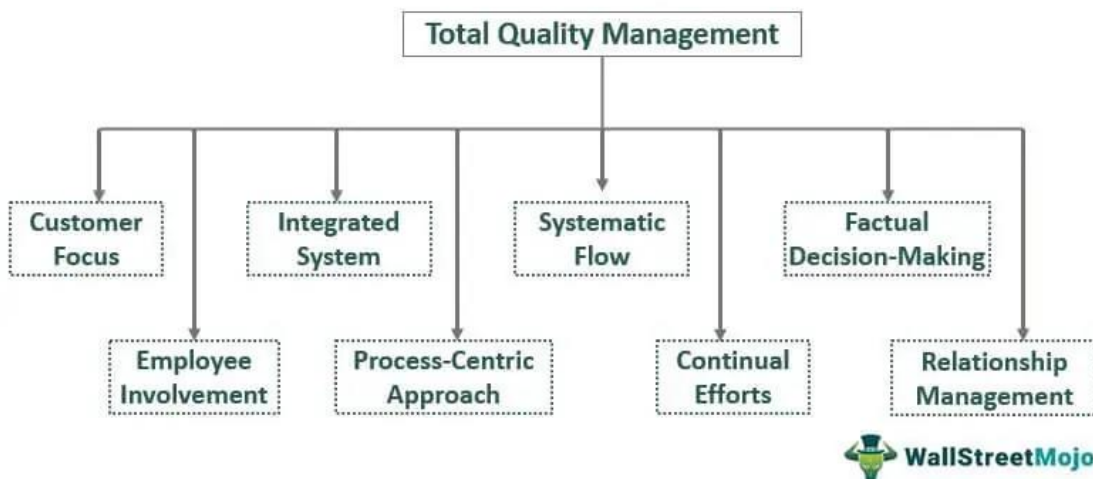 Total Quality Management
Customer
Focus
Integrated
System
Systematic
Flow
Factual
Decision-Making
Employee
Involvement
Process-Centric
Approach
Continual
Efforts
Relationship
Management
WallStreetMojo